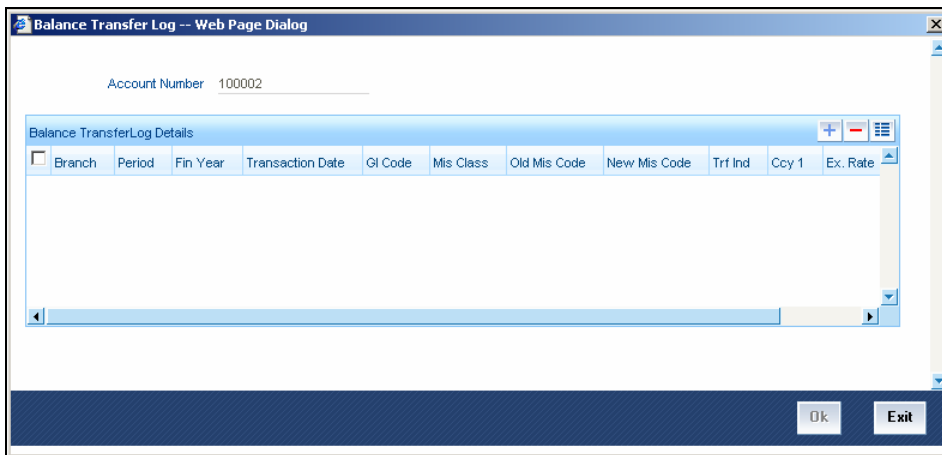 Balance Transfer Log -- Web Page Dialog
Account Number 100002
Balance TransferLog Details
Branch Period Fin Year Transaction Date Gl Code Mis Class Old Mis Code New Mis Code Trf Ind Ccy 1 Ex. Rate
Ok Exit